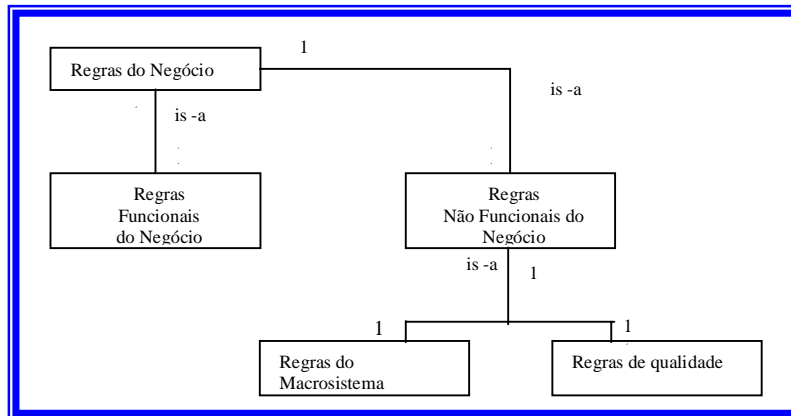 1
Regras do Negócio
is -a
is -a
Regras
Funcionais
do Negócio
Regras
Não Funcionais do
Negócio
is -a
1
1
1
Regras do
Macrosistema
Regras de qualidade